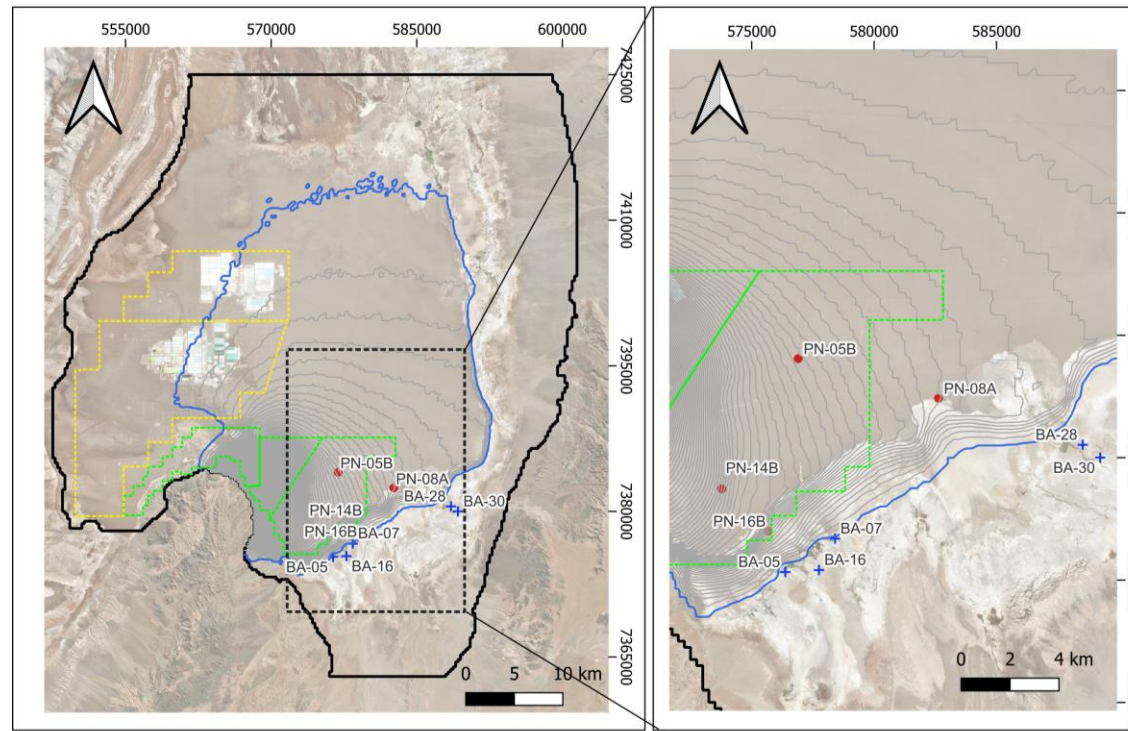 555000
570000
585000
600000
7425000
7410000
7395000
7380000
7365000
PN-05B
PN-08A
BA-28
BA-30
PN-14B
PN-16B
BA-07
BA-05
BA-16
0
5
10 km
575000
580000
585000
PN-05B
PN-08A
BA-28
BA-30
PN-14B
PN-16B
BA-07
BA-05
BA-16
0
2
4 km